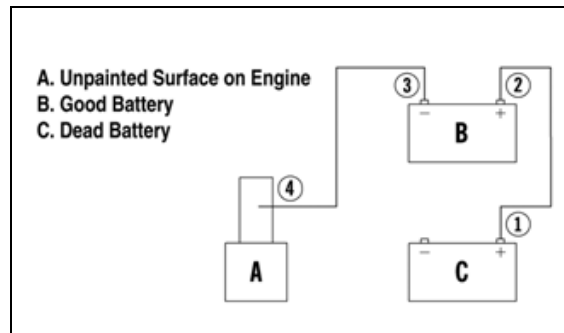 A. Unpainted Surface on Engine
B. Good Battery
C. Dead Battery
3 2
− +
B
4
1
− +
A C